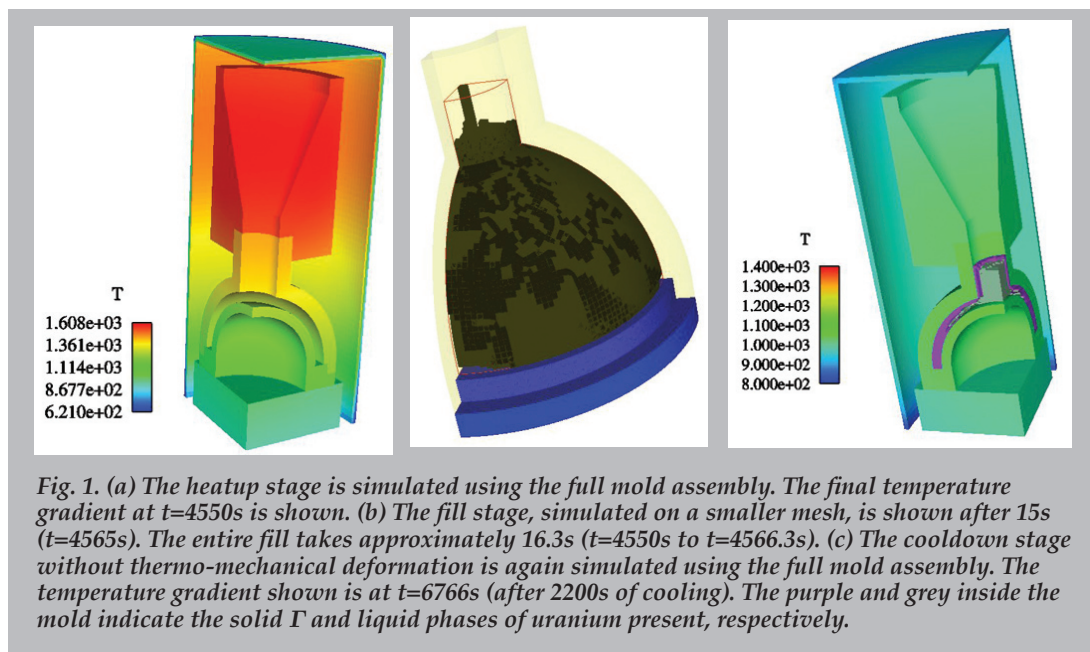 T
1.608e+03
1.361e+03
1.114e+03
8.677e+02
6.210e+02
T
1.400e+03
1.300e+03
1.200e+03
1.100e+03
1.000e+03
9.000e+02
8.000e+02
Fig. 1. (a) The heatup stage is simulated using the full mold assembly. The final temperature
gradient at t=4550s is shown. (b) The fill stage, simulated on a smaller mesh, is shown after 15s
(t=4565s). The entire fill takes approximately 16.3s (t=4550s to t=4566.3s). (c) The cooldown stage
without thermo-mechanical deformation is again simulated using the full mold assembly. The
temperature gradient shown is at t=6766s (after 2200s of cooling). The purple and grey inside the
mold indicate the solid Γ and liquid phases of uranium present, respectively.